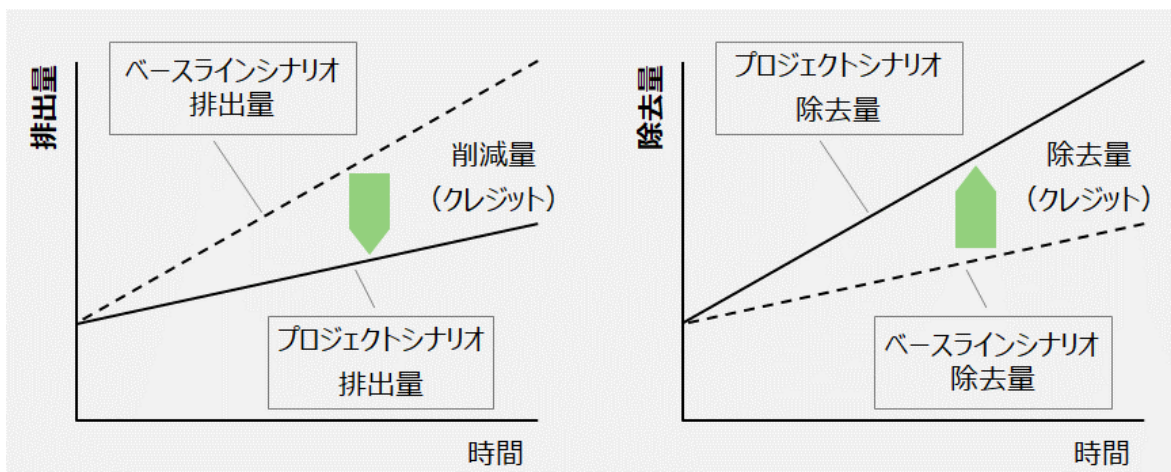 排出量
ベースラインシナリオ
排出量
削減量
（クレジット）
プロジェクトシナリオ
排出量
時間
除去量
プロジェクトシナリオ
除去量
除去量
（クレジット）
ベースラインシナリオ
除去量
時間